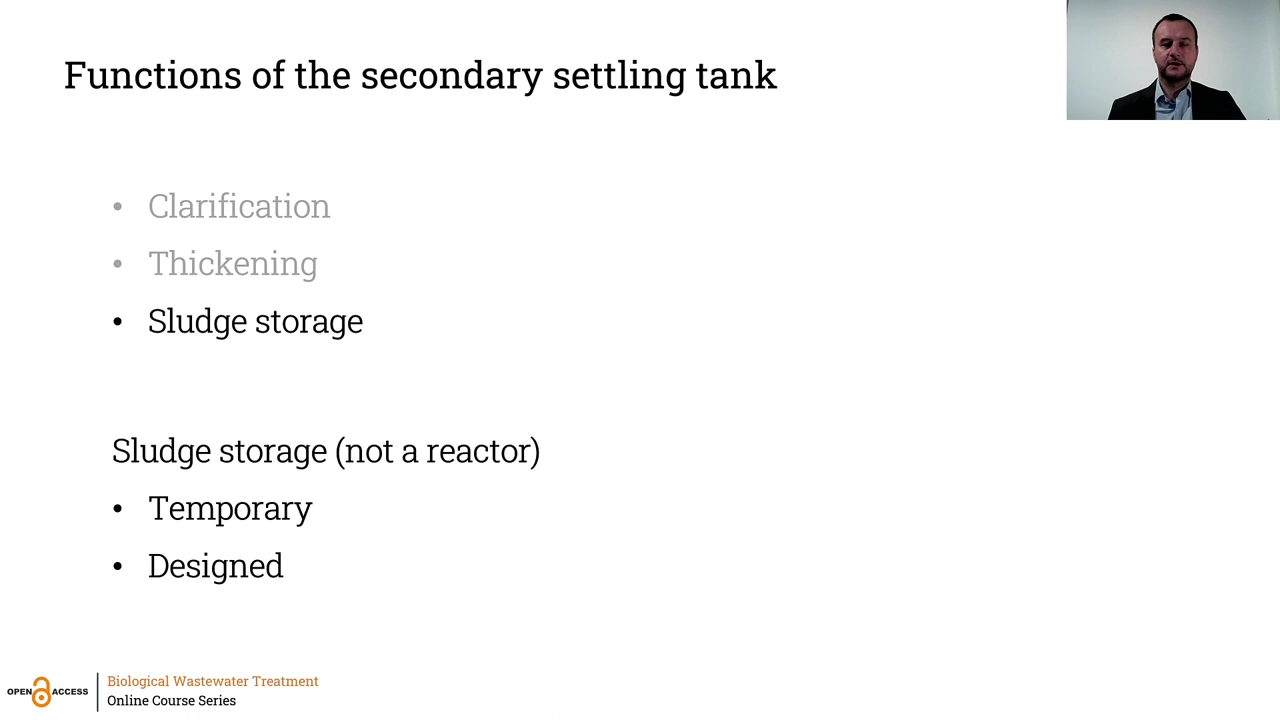 Functions of the secondary settling tank
• Clarification
• Thickening
• Sludge storage
Sludge storage (not a reactor)
• Temporary
• Designed
OPEN ACCESS
Biological Wastewater Treatment
Online Course Series